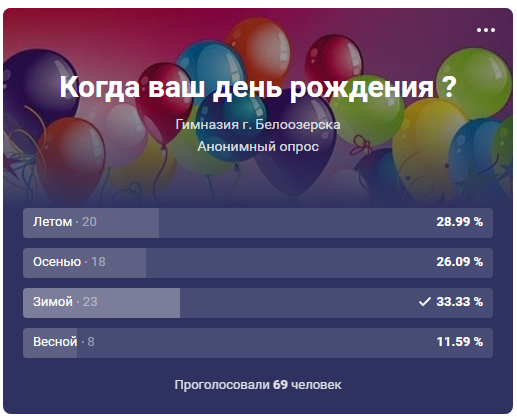 Когда ваш день рождения ?
Гимназия г. Белоозерска
Анонимный опрос
Летом · 20 28.99 %
Осенью · 18 26.09 %
Зимой · 23 33.33 %
Весной · 8 11.59 %
Проголосовали 69 человек